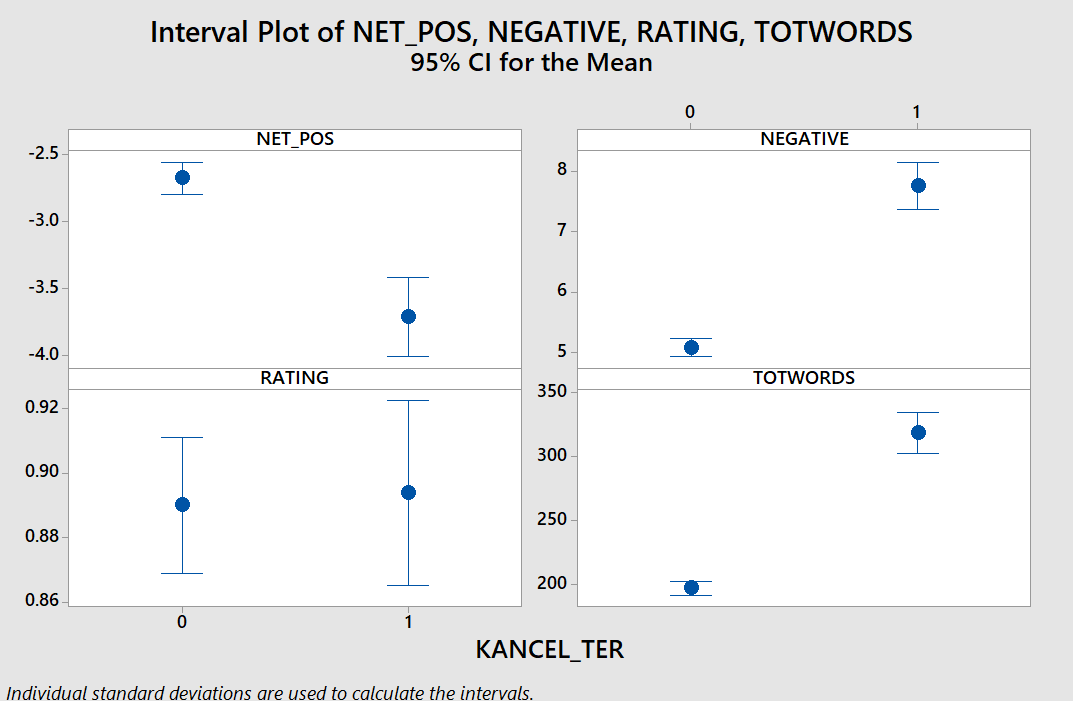 Interval Plot of NET_POS, NEGATIVE, RATING, TOTWORDS
95% CI for the Mean
0 1
NET_POS
-2.5
-3.0
-3.5
-4.0
NEGATIVE
8
7
6
5
RATING
0.92
0.90
0.88
0.86
TOTWORDS
350
300
250
200
0 1
KANCEL_TER
Individual standard deviations are used to calculate the intervals.